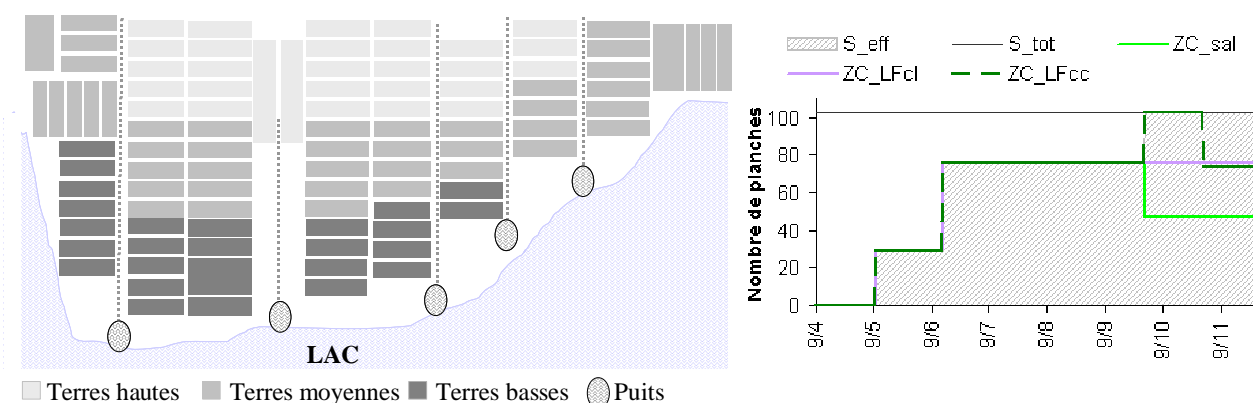 LAC
Terres hautes Terres moyennes Terres basses Puits
S_eff S_tot ZC_sal
ZC_LFcl ZC_LFcc
Nombre de planches
100
80
60
40
20
0
9/4 9/5 9/6 9/7 9/8 9/9 9/10 9/11